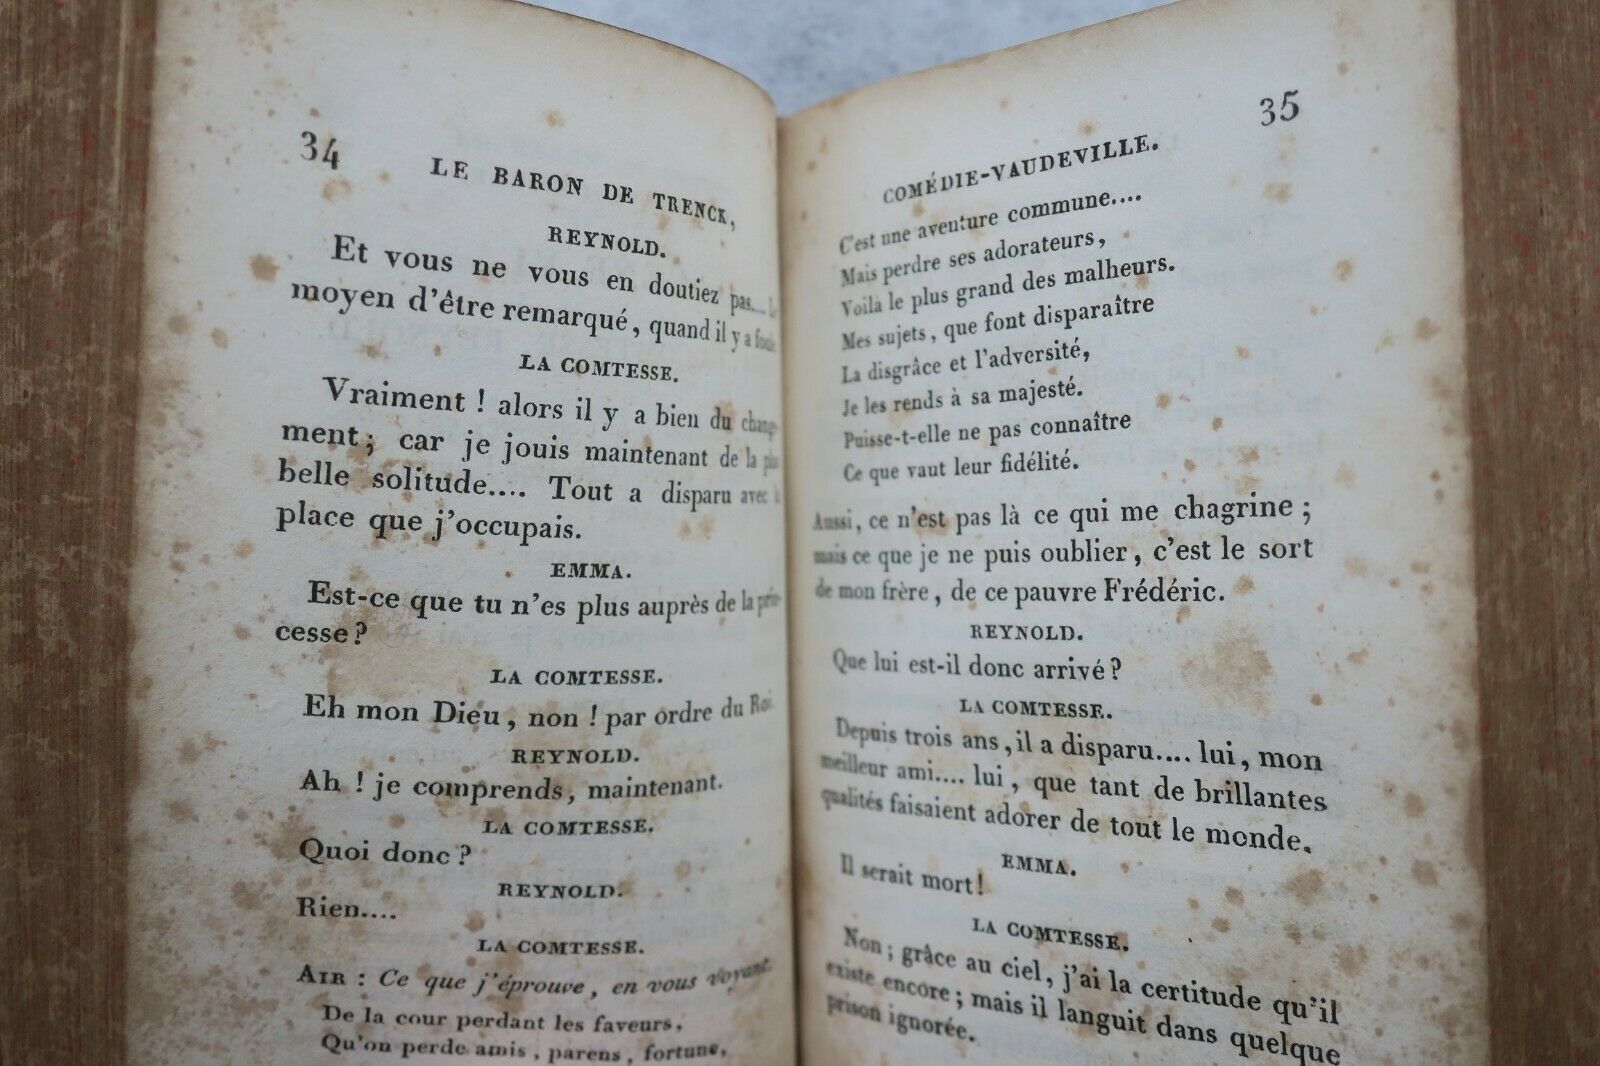 34
LE BARON DE TRENCK,
REYNOLD.
Et vous ne vous en doutiez pas....
moyen d'être remarqué, quand il y a foule.
LA COMTESSE.
Vraiment ! alors il y a bien du change-
ment ; car je jouis maintenant de la plus
belle solitude.... Tout a disparu avec la
place que j'occupais.
EMMA.
Est-ce que tu n'es plus auprès de la prin-
cesse ?
LA COMTESSE.
Eh mon Dieu, non ! par ordre du Roi.
REYNOLD.
Ah ! je comprends, maintenant.
LA COMTESSE.
Quoi donc ?
REYNOLD.
Rien....
LA COMTESSE.
AIR : Ce que j'éprouve, en vous voyant.
De la cour perdant les faveurs,
Qu'on perde amis, parens, fortune,
35
COMÉDIE-VAUDEVILLE.
C'est une aventure commune....
Mais perdre ses adorateurs,
Voilà le plus grand des malheurs.
Mes sujets, que font disparaître
La disgrâce et l'adversité,
Je les rends à sa majesté.
Puisse-t-elle ne pas connaître
Ce que vaut leur fidélité.
Aussi, ce n'est pas là ce qui me chagrine ;
mais ce que je ne puis oublier, c'est le sort
de mon frère, de ce pauvre Frédéric.
REYNOLD.
Que lui est-il donc arrivé ?
LA COMTESSE.
Depuis trois ans, il a disparu.... lui, mon
meilleur ami.... lui, que tant de brillantes
qualités faisaient adorer de tout le monde.
EMMA.
Il serait mort !
LA COMTESSE.
Non ; grâce au ciel, j'ai la certitude qu'il
existe encore ; mais il languit dans quelque
prison ignorée.